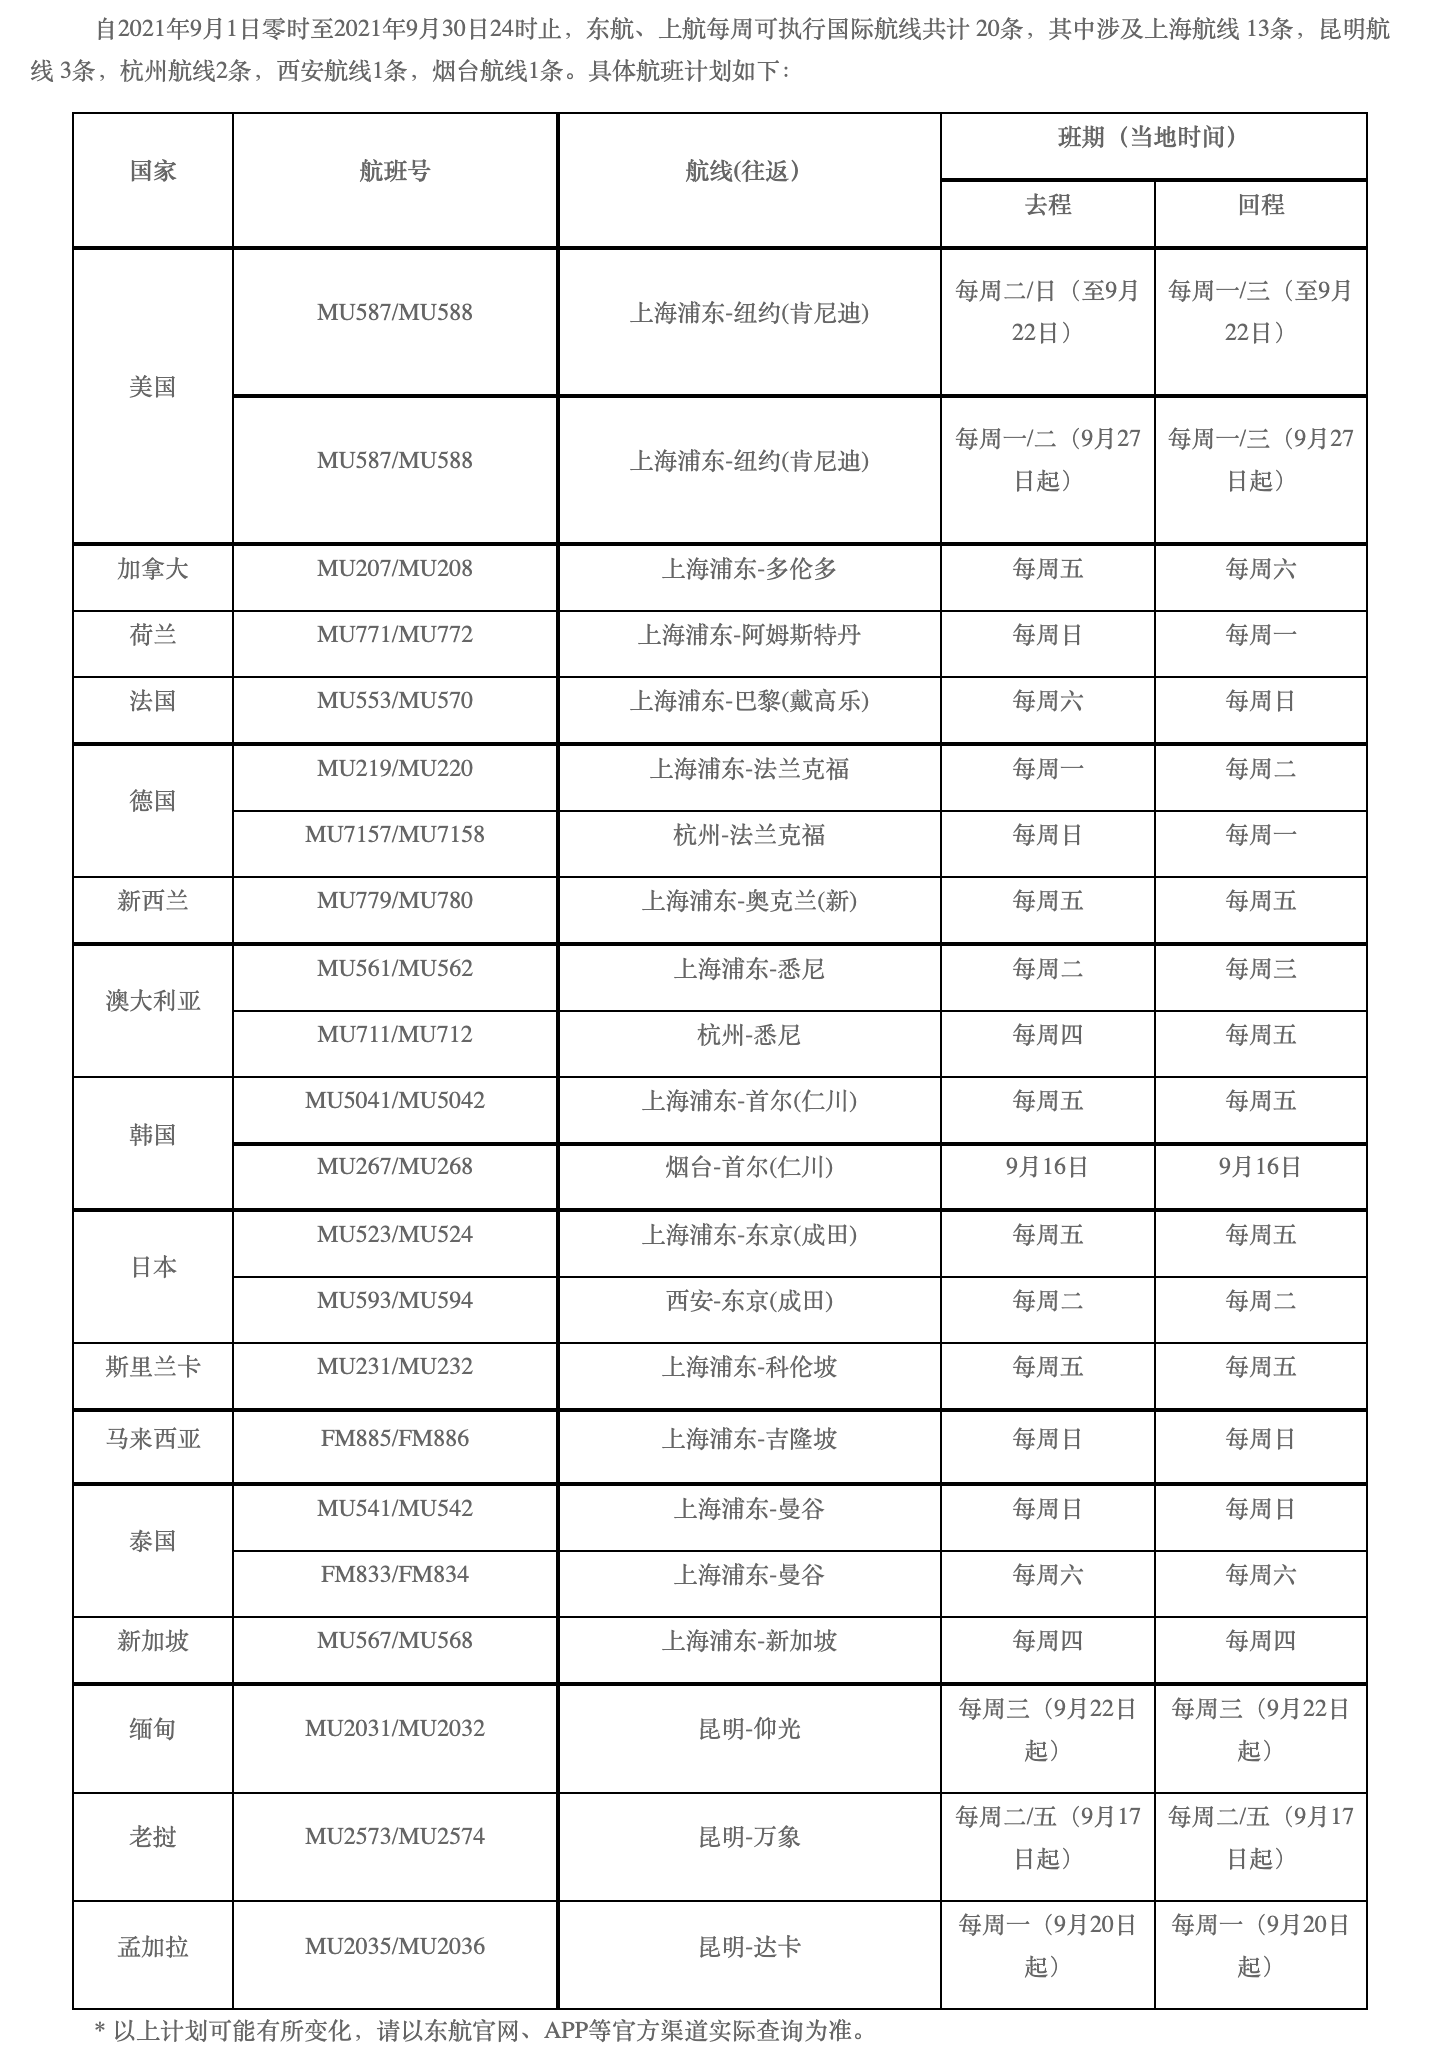 自2021年9月1日零时至2021年9月30日24时止，东航、上航每周可执行国际航线共计 20条，其中涉及上海航线 13条，昆明航
线 3条，杭州航线2条，西安航线1条，烟台航线1条。具体航班计划如下：
国家 航班号 航线(往返） 班期（当地时间）
去程 回程
美国
MU587/MU588 上海浦东-纽约(肯尼迪) 每周二/日（至9月 每周一/三（至9月
22日） 22日）
MU587/MU588 上海浦东-纽约(肯尼迪) 每周一/二（9月27 每周一/三（9月27
日起） 日起）
加拿大 MU207/MU208 上海浦东-多伦多 每周五 每周六
荷兰 MU771/MU772 上海浦东-阿姆斯特丹 每周日 每周一
法国 MU553/MU570 上海浦东-巴黎(戴高乐) 每周六 每周日
德国
MU219/MU220 上海浦东-法兰克福 每周一 每周二
MU7157/MU7158 杭州-法兰克福 每周日 每周一
新西兰 MU779/MU780 上海浦东-奥克兰(新) 每周五 每周五
澳大利亚
MU561/MU562 上海浦东-悉尼 每周二 每周三
MU711/MU712 杭州-悉尼 每周四 每周五
韩国
MU5041/MU5042 上海浦东-首尔(仁川) 每周五 每周五
MU267/MU268 烟台-首尔(仁川) 9月16日 9月16日
日本
MU523/MU524 上海浦东-东京(成田) 每周五 每周五
MU593/MU594 西安-东京(成田) 每周二 每周二
斯里兰卡 MU231/MU232 上海浦东-科伦坡 每周五 每周五
马来西亚 FM885/FM886 上海浦东-吉隆坡 每周日 每周日
泰国
MU541/MU542 上海浦东-曼谷 每周日 每周日
FM833/FM834 上海浦东-曼谷 每周六 每周六
新加坡 MU567/MU568 上海浦东-新加坡 每周四 每周四
缅甸 MU2031/MU2032 昆明-仰光 每周三（9月22日 每周三（9月22日
起） 起）
老挝 MU2573/MU2574 昆明-万象 每周二/五（9月17 每周二/五（9月17
日起） 日起）
孟加拉 MU2035/MU2036 昆明-达卡 每周一（9月20日 每周一（9月20日
起） 起）
* 以上计划可能有所变化，请以东航官网、APP等官方渠道实际查询为准。